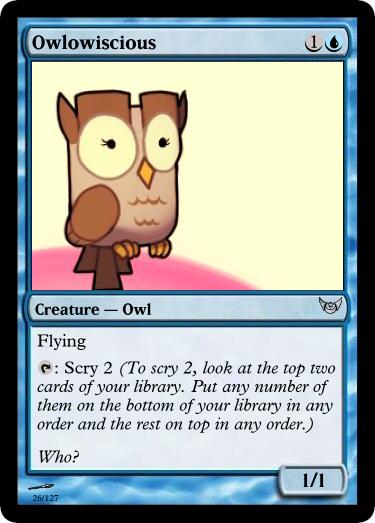 Owlowiscious 1
Creature — Owl
Flying
: Scry 2 (To scry 2, look at the top two
cards of your library. Put any number of
them on the bottom of your library in any
order and the rest on top in any order.)
Who?
1/1
26/127